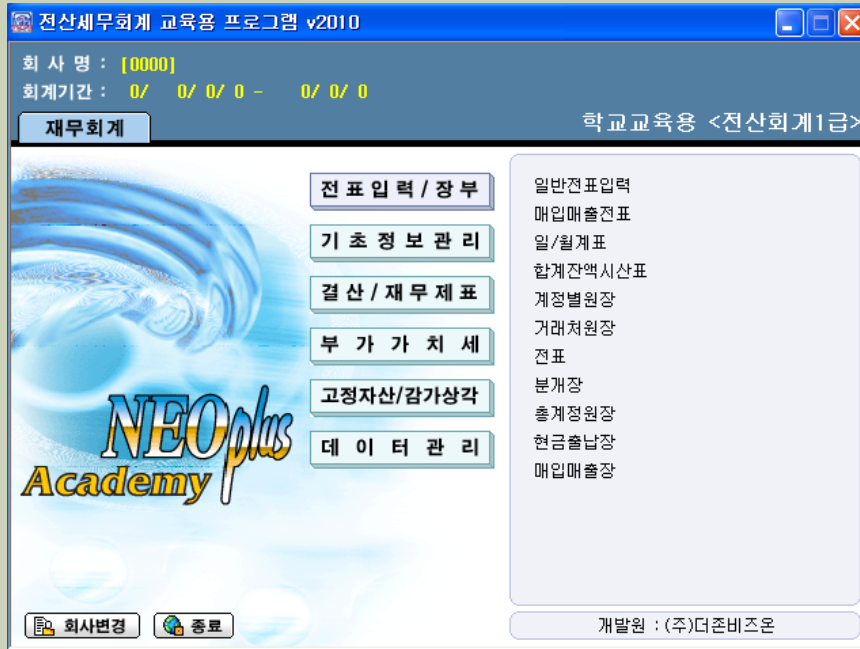 전산세무회계 교육용 프로그램 v2010
회 사 명 : [0000]
회계기간 : 0/ 0/ 0/ 0 - 0/ 0/ 0
재무회계
학교교육용 <전산회계1급>
전표입력/장부
기초정보관리
결산/재무제표
부가가치세
고정자산/감가상각
데이터관리
NEOplus
Academy
일반전표입력
매입매출전표
일/월계표
합계잔액시산표
계정별원장
거래처원장
전표
분개장
총계정원장
현금출납장
매입매출장
회사변경
종료
개발원 : (주)더존비즈온